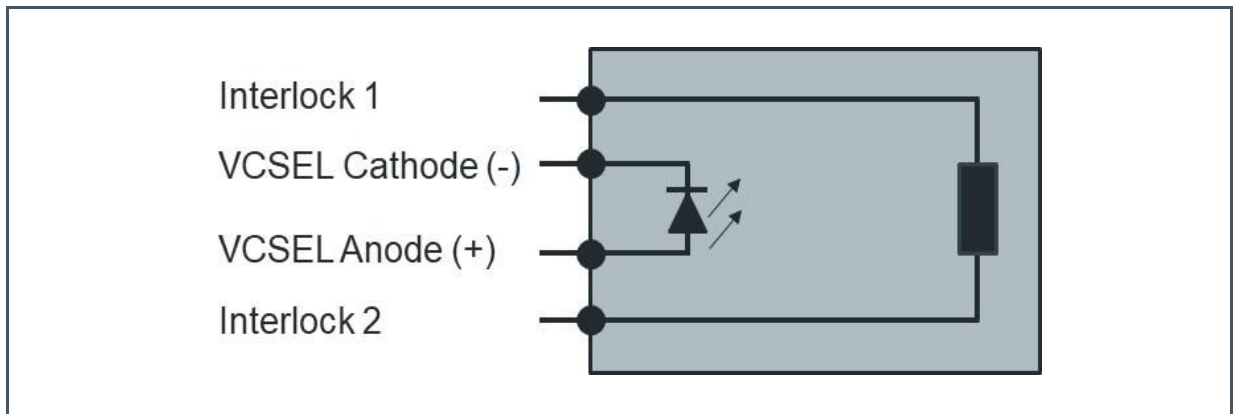 Interlock 1
VCSEL Cathode (-)
VCSEL Anode (+)
Interlock 2